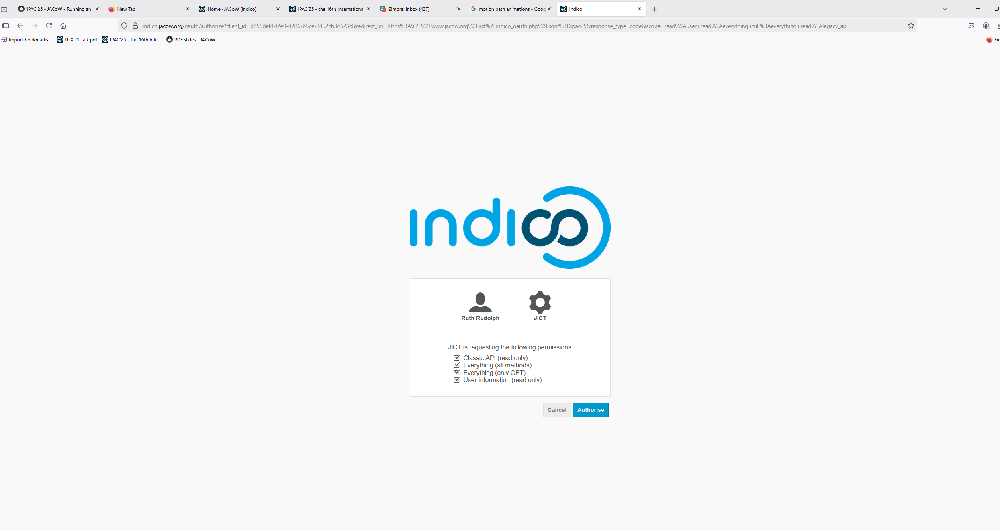 IPAC'25 - JACoW - Running an I
New Tab
Home · JACoW (Indico)
IPAC'25 - the 16th International
Zimbra: Inbox (437)
motion path animations - Goog
Indico
indico.jacow.org/oauth/authorize?client_id=b855def4-f2e9-4286-b5ce-8452cb34523c&redirect_uri=https%3A%2F%2Fwww.jacow.org%2Fjict%2Findico_oauth.php%3Fconf%3Dipac25&response_type=code&scope=read%3Auser+read%3Aeverything+full%3Aeverything+read%3Alegacy_api
Import bookmarks...
TUXD1_talk.pdf
IPAC'25 - the 16th Inte...
PDF slides - JACoW - ...
indico
Ruth Rudolph
JICT
JICT is requesting the following permissions:
Classic API (read only)
Everything (all methods)
Everything (only GET)
User information (read only)
Cancel
Authorise